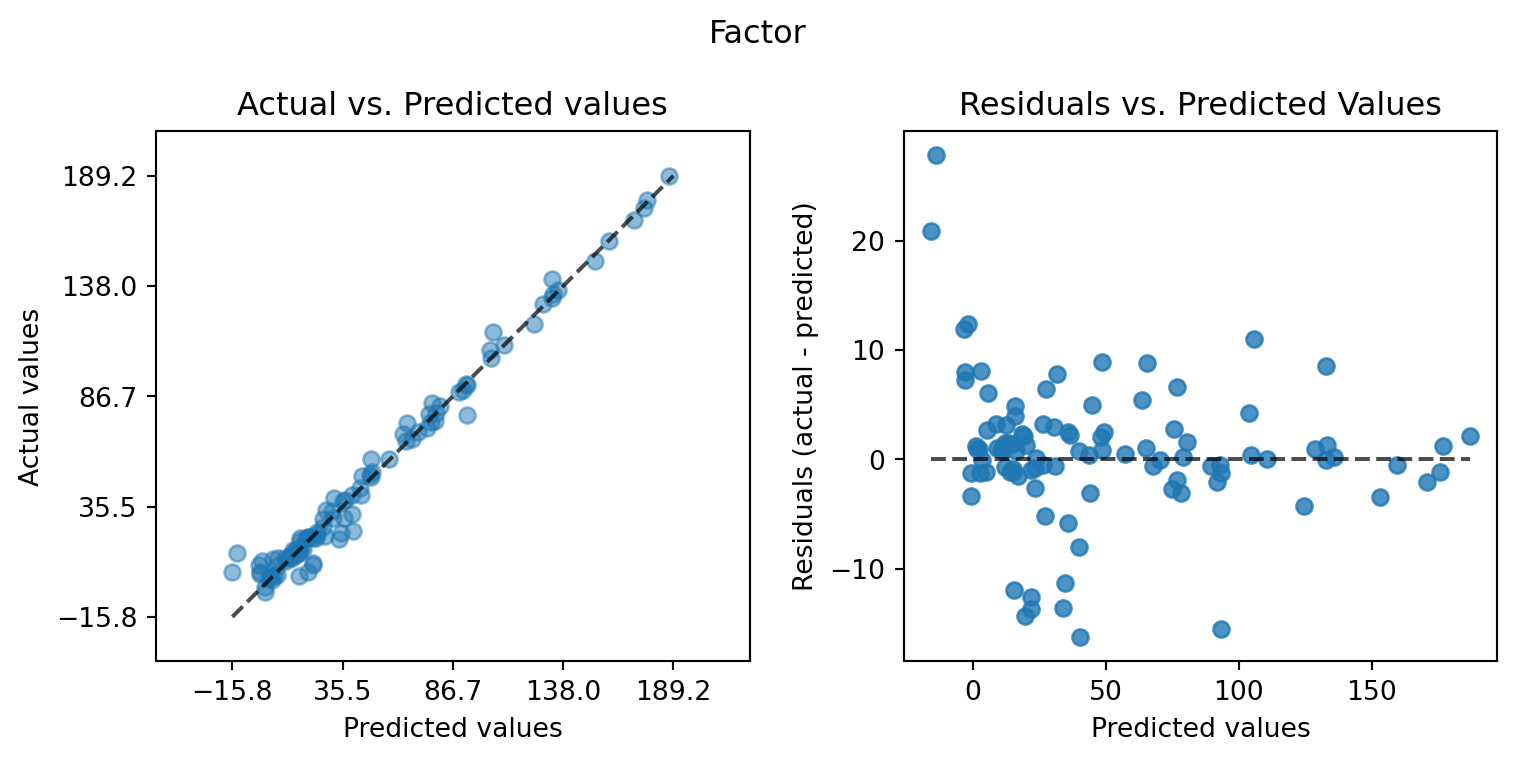 Factor
Actual vs. Predicted values
189.2
138.0
86.7
35.5
−15.8
Actual values
−15.8 35.5 86.7 138.0 189.2
Predicted values
Residuals vs. Predicted Values
20
10
0
−10
Residuals (actual - predicted)
0 50 100 150
Predicted values